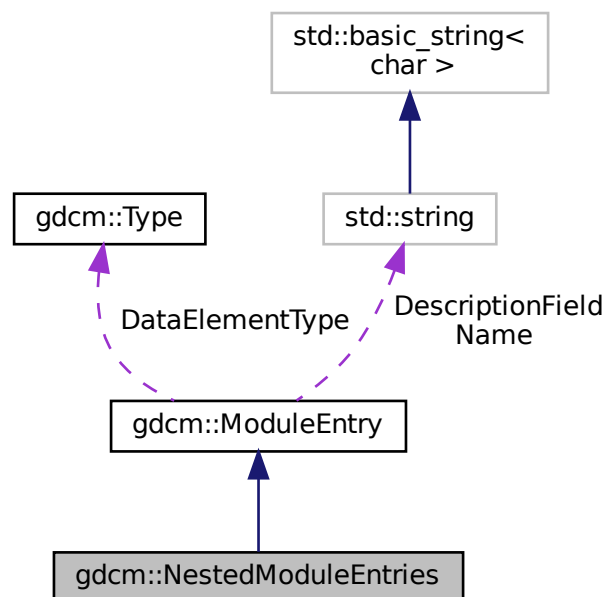 std::basic_string<
char >
gdcm::Type
std::string
DataElementType
DescriptionField
Name
gdcm::ModuleEntry
gdcm::NestedModuleEntries